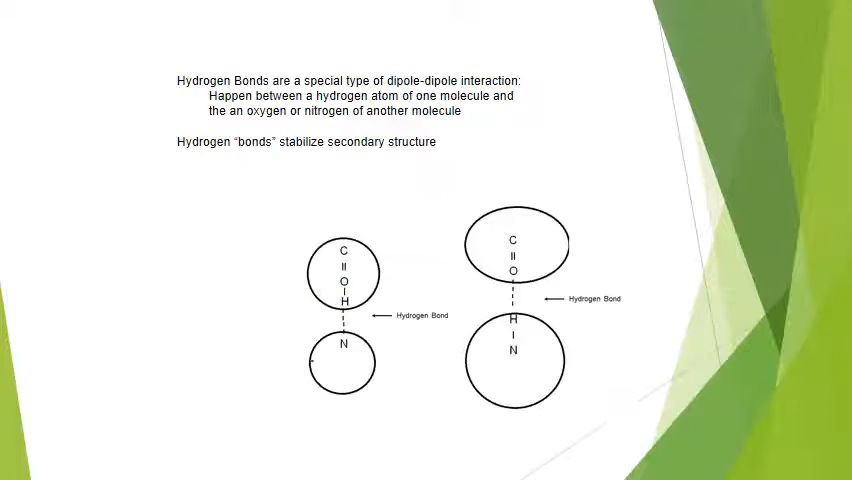 Hydrogen Bonds are a special type of dipole-dipole interaction:
Happen between a hydrogen atom of one molecule and
the an oxygen or nitrogen of another molecule
Hydrogen “bonds” stabilize secondary structure
C
||
O
|
H
Hydrogen Bond
N
C
||
O
Hydrogen Bond
H
|
N